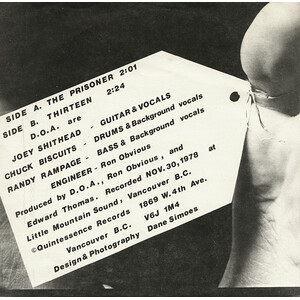 SIDE A. THE PRISONER 2:01
SIDE B. THIRTEEN 2:24
D.O.A. are
JOEY SHITHEAD - GUITAR & VOCALS
CHUCK BISCUITS - DRUMS & Background vocals
RANDY RAMPAGE - BASS & Background vocals
ENGINEER - Ron Obvious
Produced by D.O.A., Ron Obvious, and
Edward Thomas. Recorded NOV. 30, 1978 at
Little Mountain Sound, Vancouver B.C.
©Quintessence Records 1869 W. 4th Ave.
Vancouver B.C. V6J 1M4
Design & Photography Dane Simoes